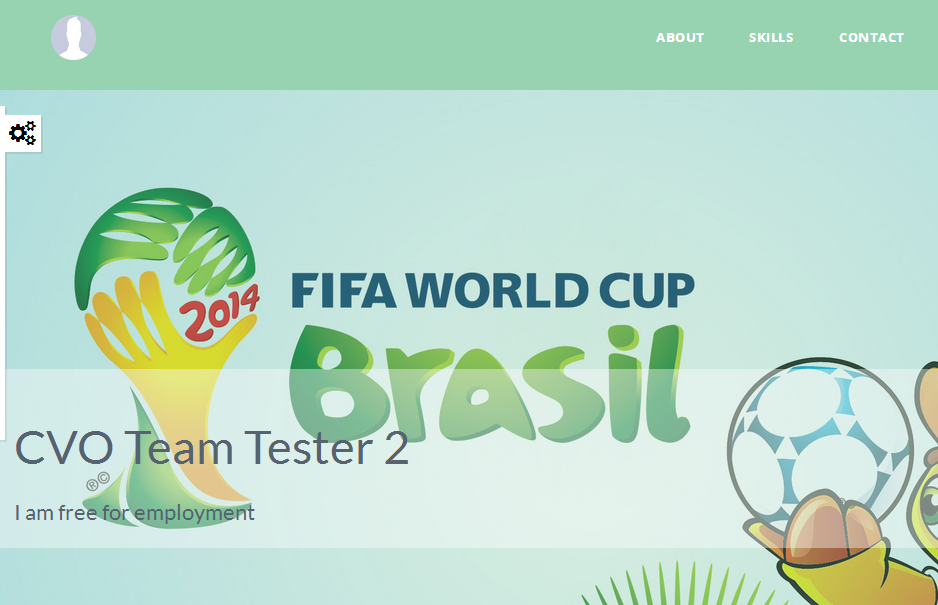 ABOUT SKILLS CONTACT
2014
FIFA WORLD CUP
Brasil
CVO Team Tester 2
®©
I am free for employment